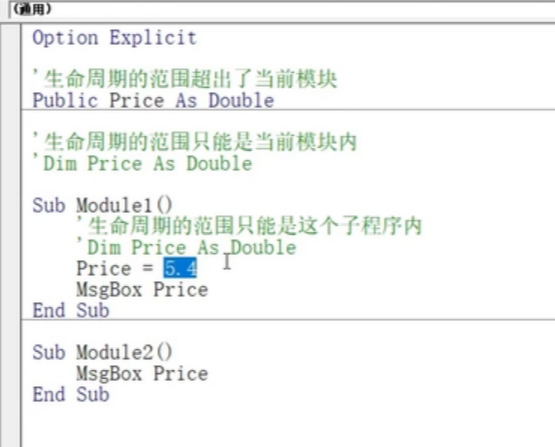 (通用)
Option Explicit
'生命周期的范围超出了当前模块
Public Price As Double
'生命周期的范围只能是当前模块内
'Dim Price As Double
Sub Module1()
'生命周期的范围只能是这个子程序内
'Dim Price As Double
Price = 5.4
MsgBox Price
End Sub
Sub Module2()
MsgBox Price
End Sub